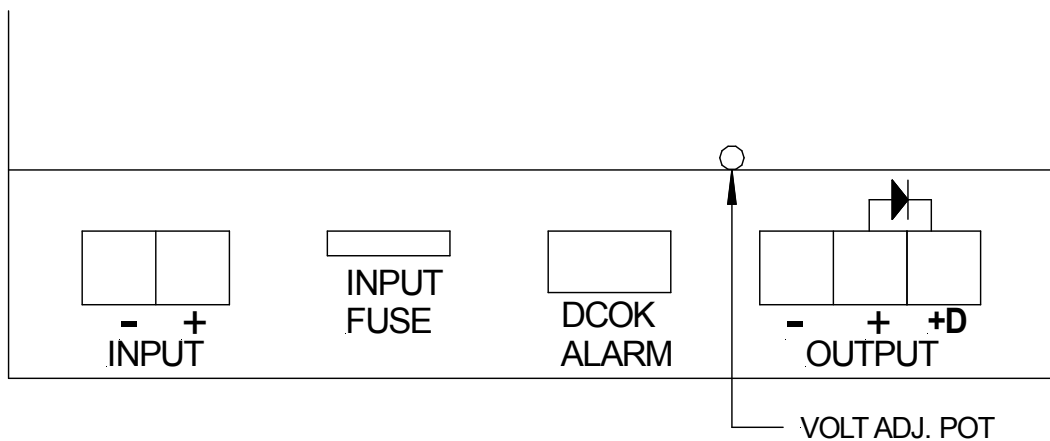 - +
INPUT
INPUT
FUSE
DCOK
ALARM
- + +D
OUTPUT
VOLT ADJ. POT